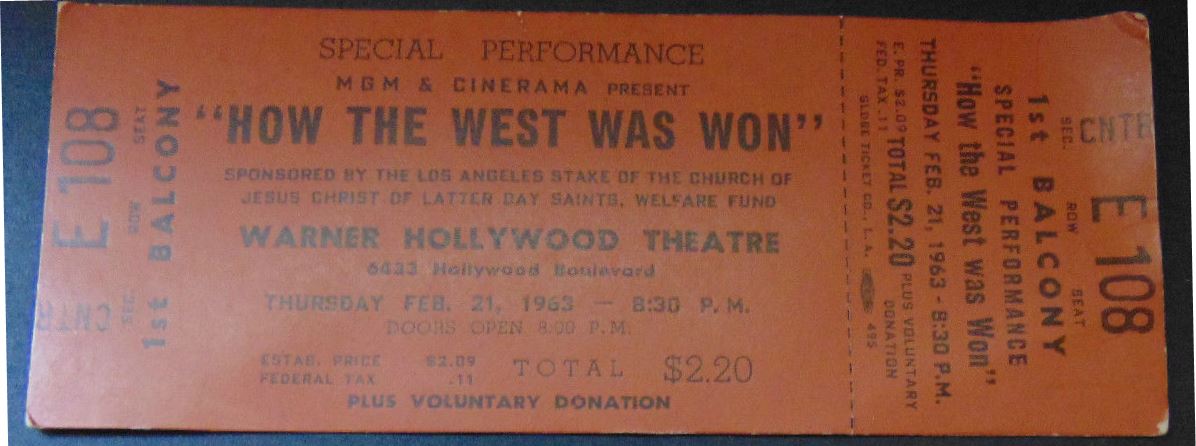 CNTR SEC. E ROW 108 SEAT
1st BALCONY
SPECIAL PERFORMANCE
MGM & CINERAMA PRESENT
"HOW THE WEST WAS WON"
SPONSORED BY THE LOS ANGELES STAKE OF THE CHURCH OF
JESUS CHRIST OF LATTER DAY SAINTS, WELFARE FUND
WARNER HOLLYWOOD THEATRE
6433 Hollywood Boulevard
THURSDAY FEB. 21, 1963 — 8:30 P. M.
DOORS OPEN 8:00 P. M.
ESTAB. PRICE $2.09
FEDERAL TAX .11
TOTAL $2.20
PLUS VOLUNTARY DONATION
CNTR SEC. E ROW 108 SEAT
1st BALCONY
SPECIAL PERFORMANCE
"How the West was Won"
THURSDAY FEB. 21, 1963 - 8:30 P.M.
E. PR. $2.09
FED. TAX .11
TOTAL $2.20
PLUS VOLUNTARY
DONATION
GLOBE TICKET CO., L. A. 495